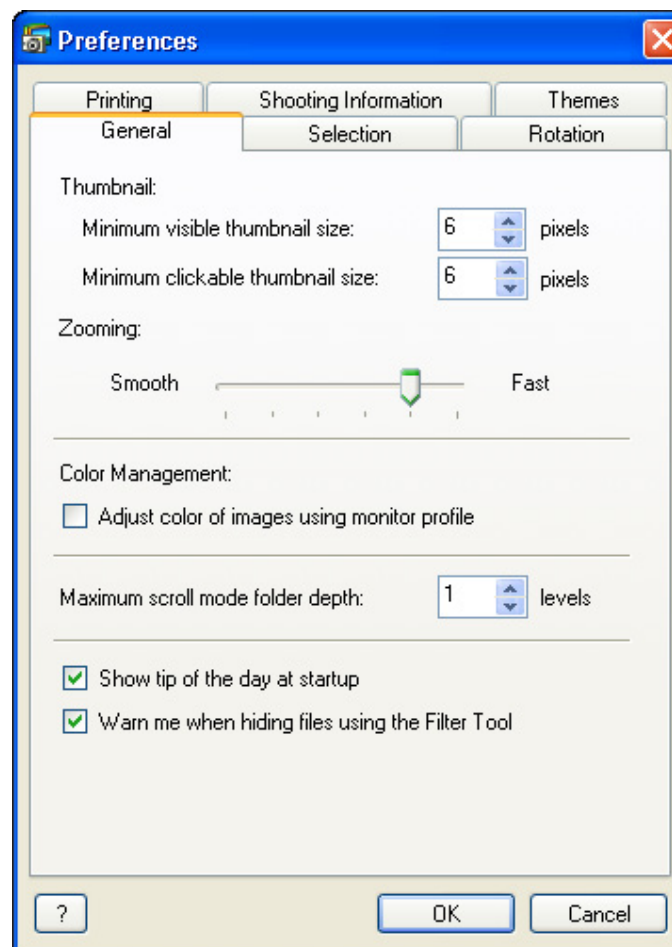 Preferences
Printing Shooting Information Themes
General Selection Rotation
Thumbnail:
Minimum visible thumbnail size: 6 pixels
Minimum clickable thumbnail size: 6 pixels
Zooming:
Smooth Fast
Color Management:
Adjust color of images using monitor profile
Maximum scroll mode folder depth: 1 levels
Show tip of the day at startup
Warn me when hiding files using the Filter Tool
? OK Cancel